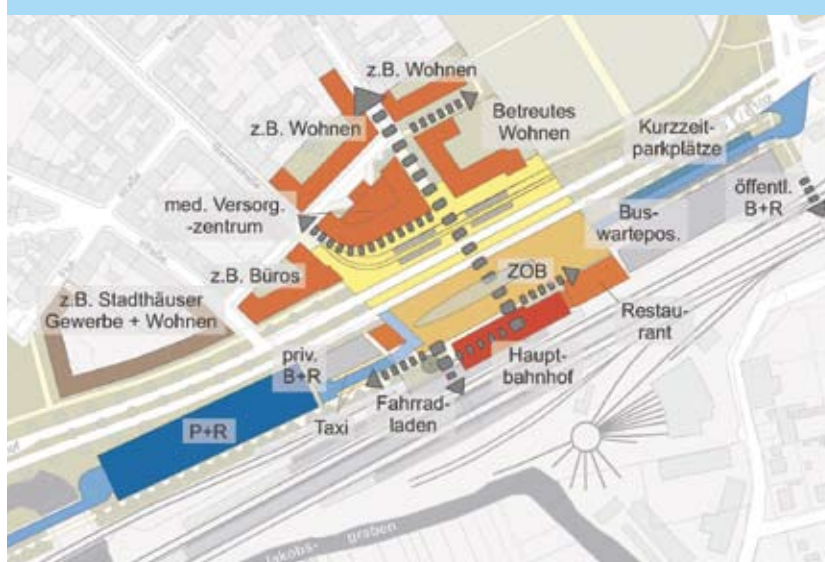 z.B. Wohnen
z.B. Wohnen
Betreutes
Wohnen
Kurzzeit-
parkplätze
med. Versorg.
-zentrum
öffentl.
B+R
Bus-
wartepos.
z.B. Büros
ZOB
z.B. Stadthäuser
Gewerbe + Wohnen
Restau-
rant
priv.
B+R
Haupt-
bahnhof
Taxi
Fahrrad-
laden
P+R
Jakobs-
graben